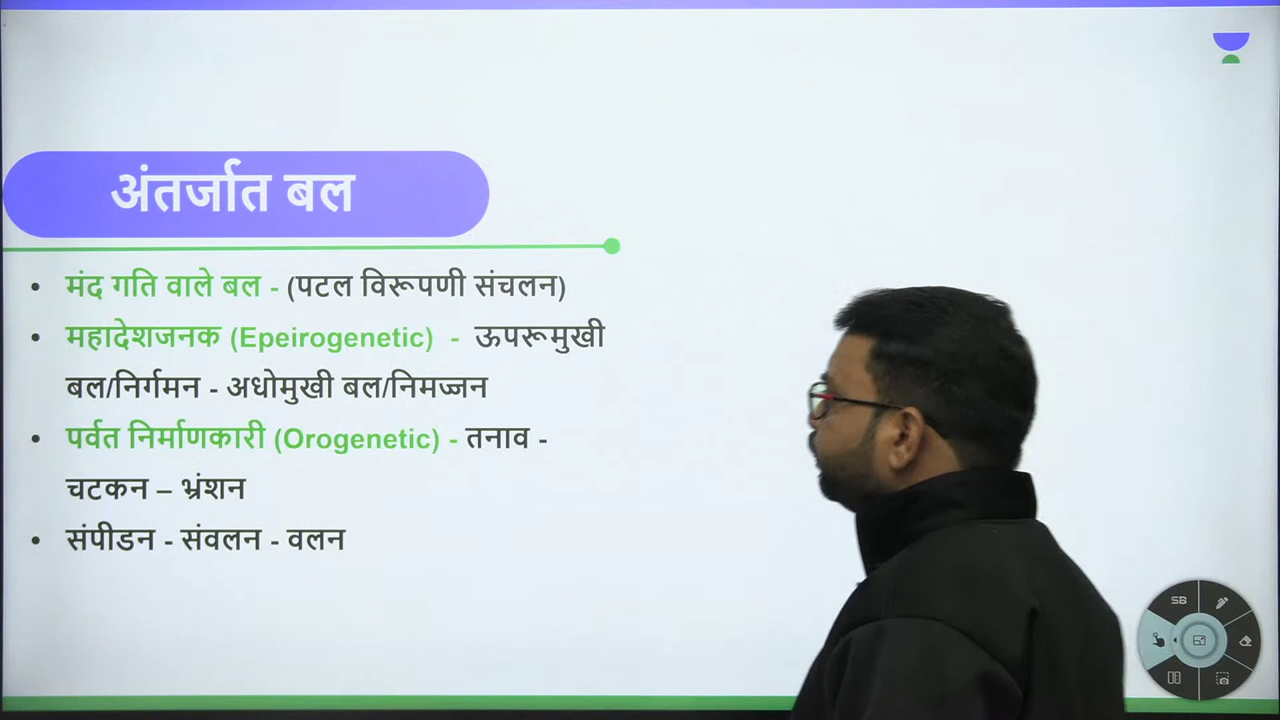 अंतर्जात बल
• मंद गति वाले बल - (पटल विरूपणी संचलन)
• महादेशजनक (Epeirogenetic) - ऊपरूमुखी
बल/निर्गमन - अधोमुखी बल/निमज्जन
• पर्वत निर्माणकारी (Orogenetic) - तनाव -
चटकन – भ्रंशन
• संपीडन - संवलन - वलन
SB